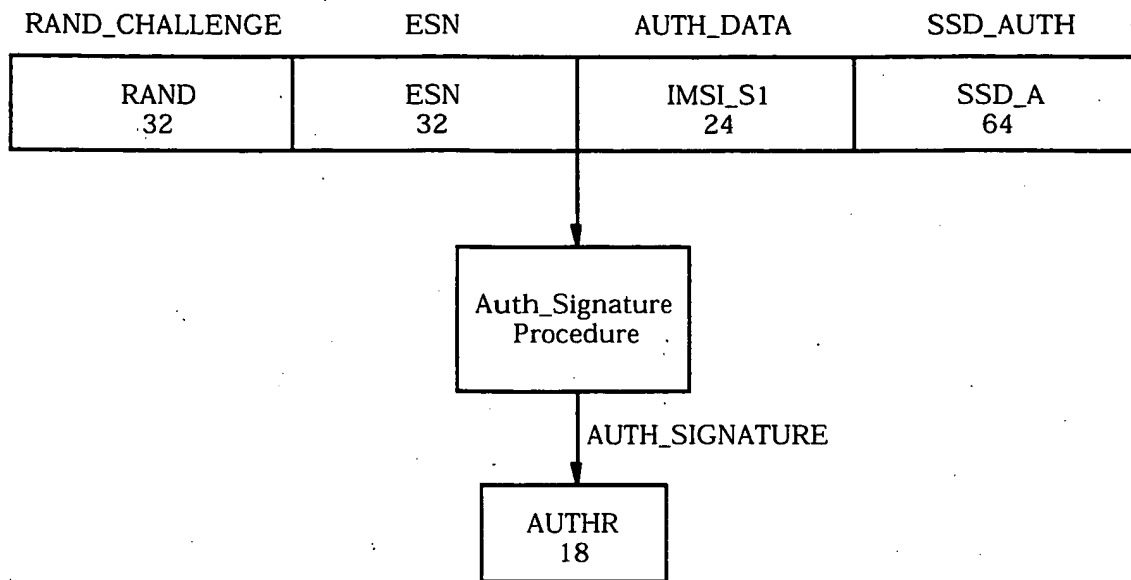 RAND_CHALLENGE ESN AUTH_DATA SSD_AUTH
RAND ESN IMSI_S1 SSD_A
32 32 24 64
Auth_Signature
Procedure
AUTH_SIGNATURE
AUTHR
18